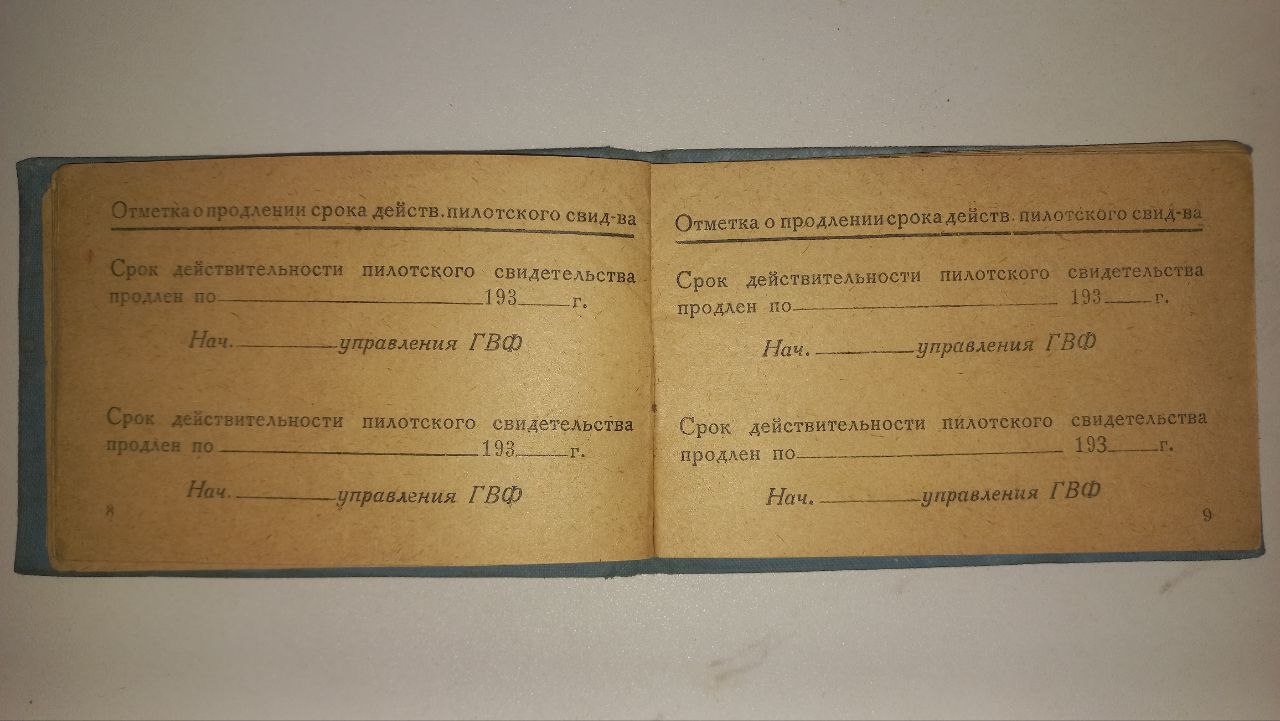 Отметка о продлении срока действ. пилотского свид-ва
Срок действительности пилотского свидетельства
продлен по 193 г.
Нач. управления ГВФ
Срок действительности пилотского свидетельства
продлен по 193 г.
Нач. управления ГВФ
8
Отметка о продлении срока действ. пилотского свид-ва
Срок действительности пилотского свидетельства
продлен по 193 г.
Нач. управления ГВФ
Срок действительности пилотского свидетельства
продлен по 193 г.
Нач. управления ГВФ
9